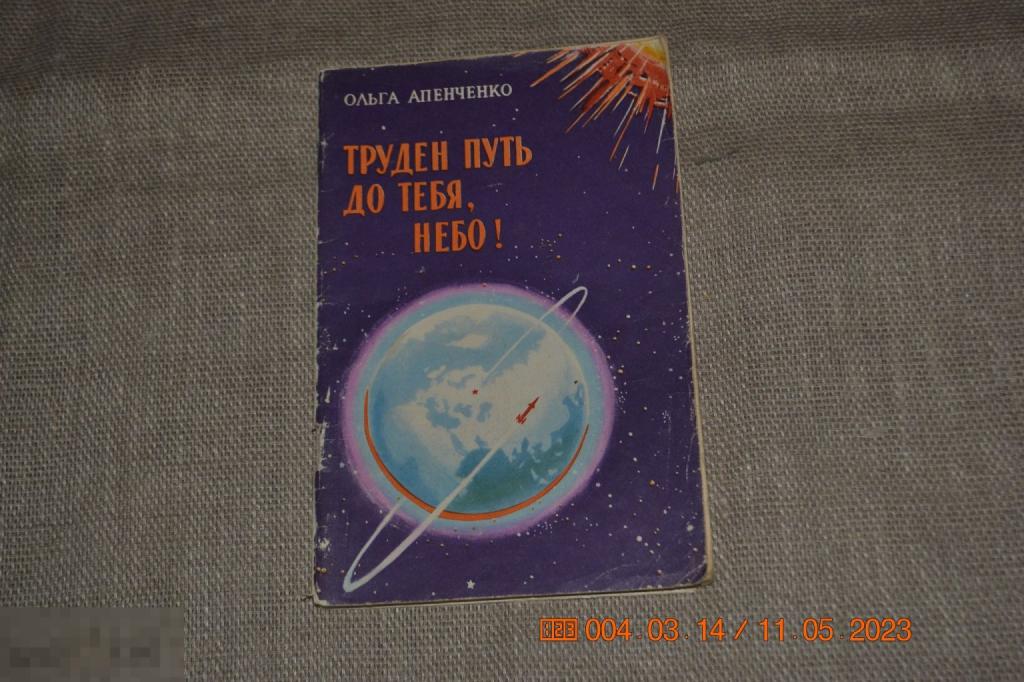 ОЛЬГА АПЕНЧЕНКО
ТРУДЕН ПУТЬ
ДО ТЕБЯ,
НЕБО!
004.03.14 / 11.05.2023